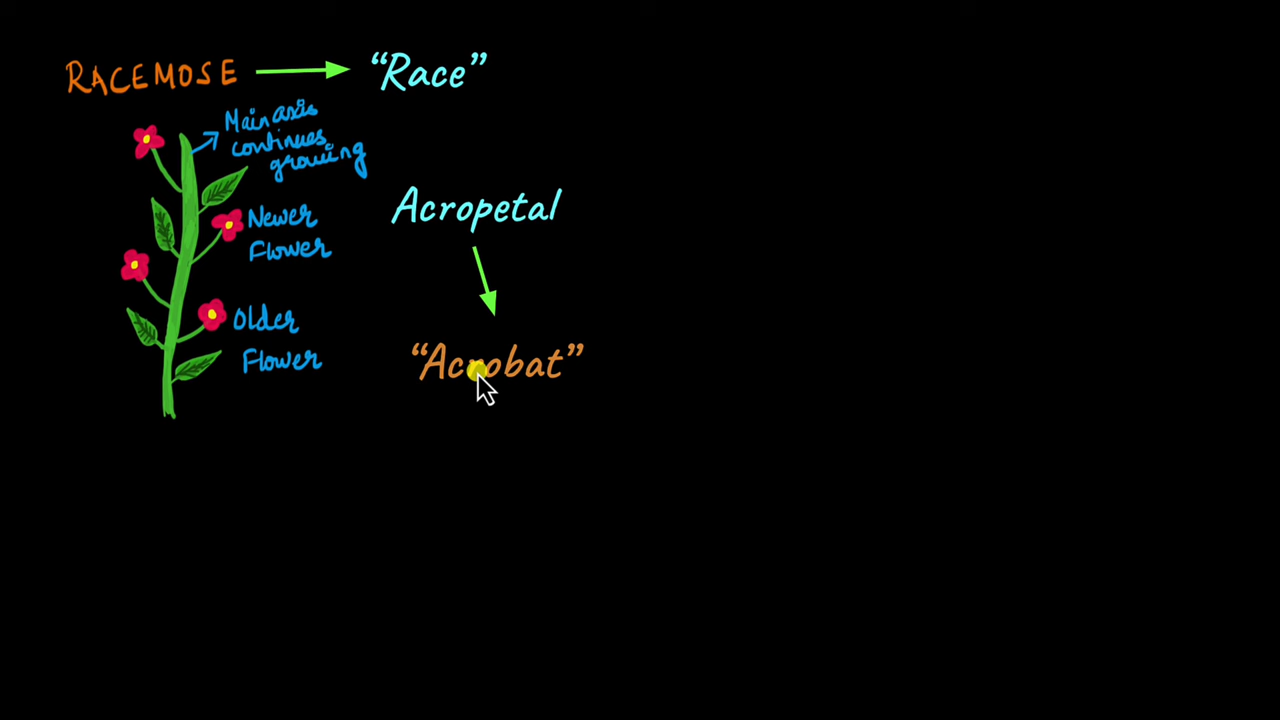 RACEMOSE
“Race”
Main axis
continues
growing
Acropetal
Newer
Flower
Older
Flower
“Acrobat”